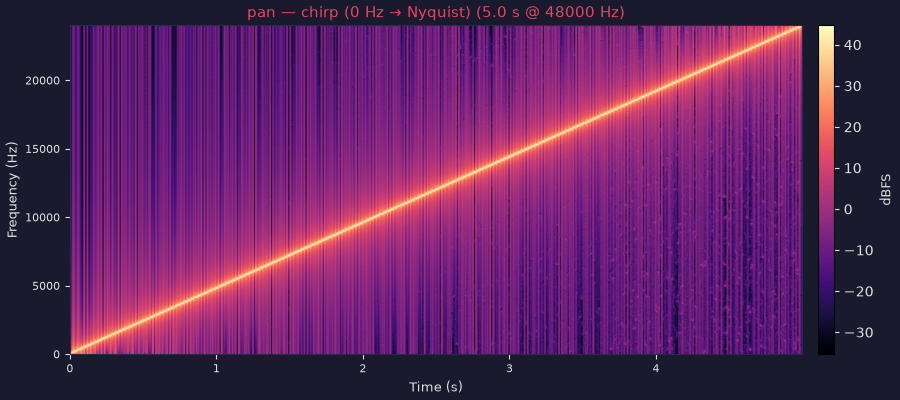 pan — chirp (0 Hz → Nyquist) (5.0 s @ 48000 Hz)
Frequency (Hz)
20000
15000
10000
5000
0
0 1 2 3 4
Time (s)
40
30
20
10
0
−10
−20
−30
dBFS